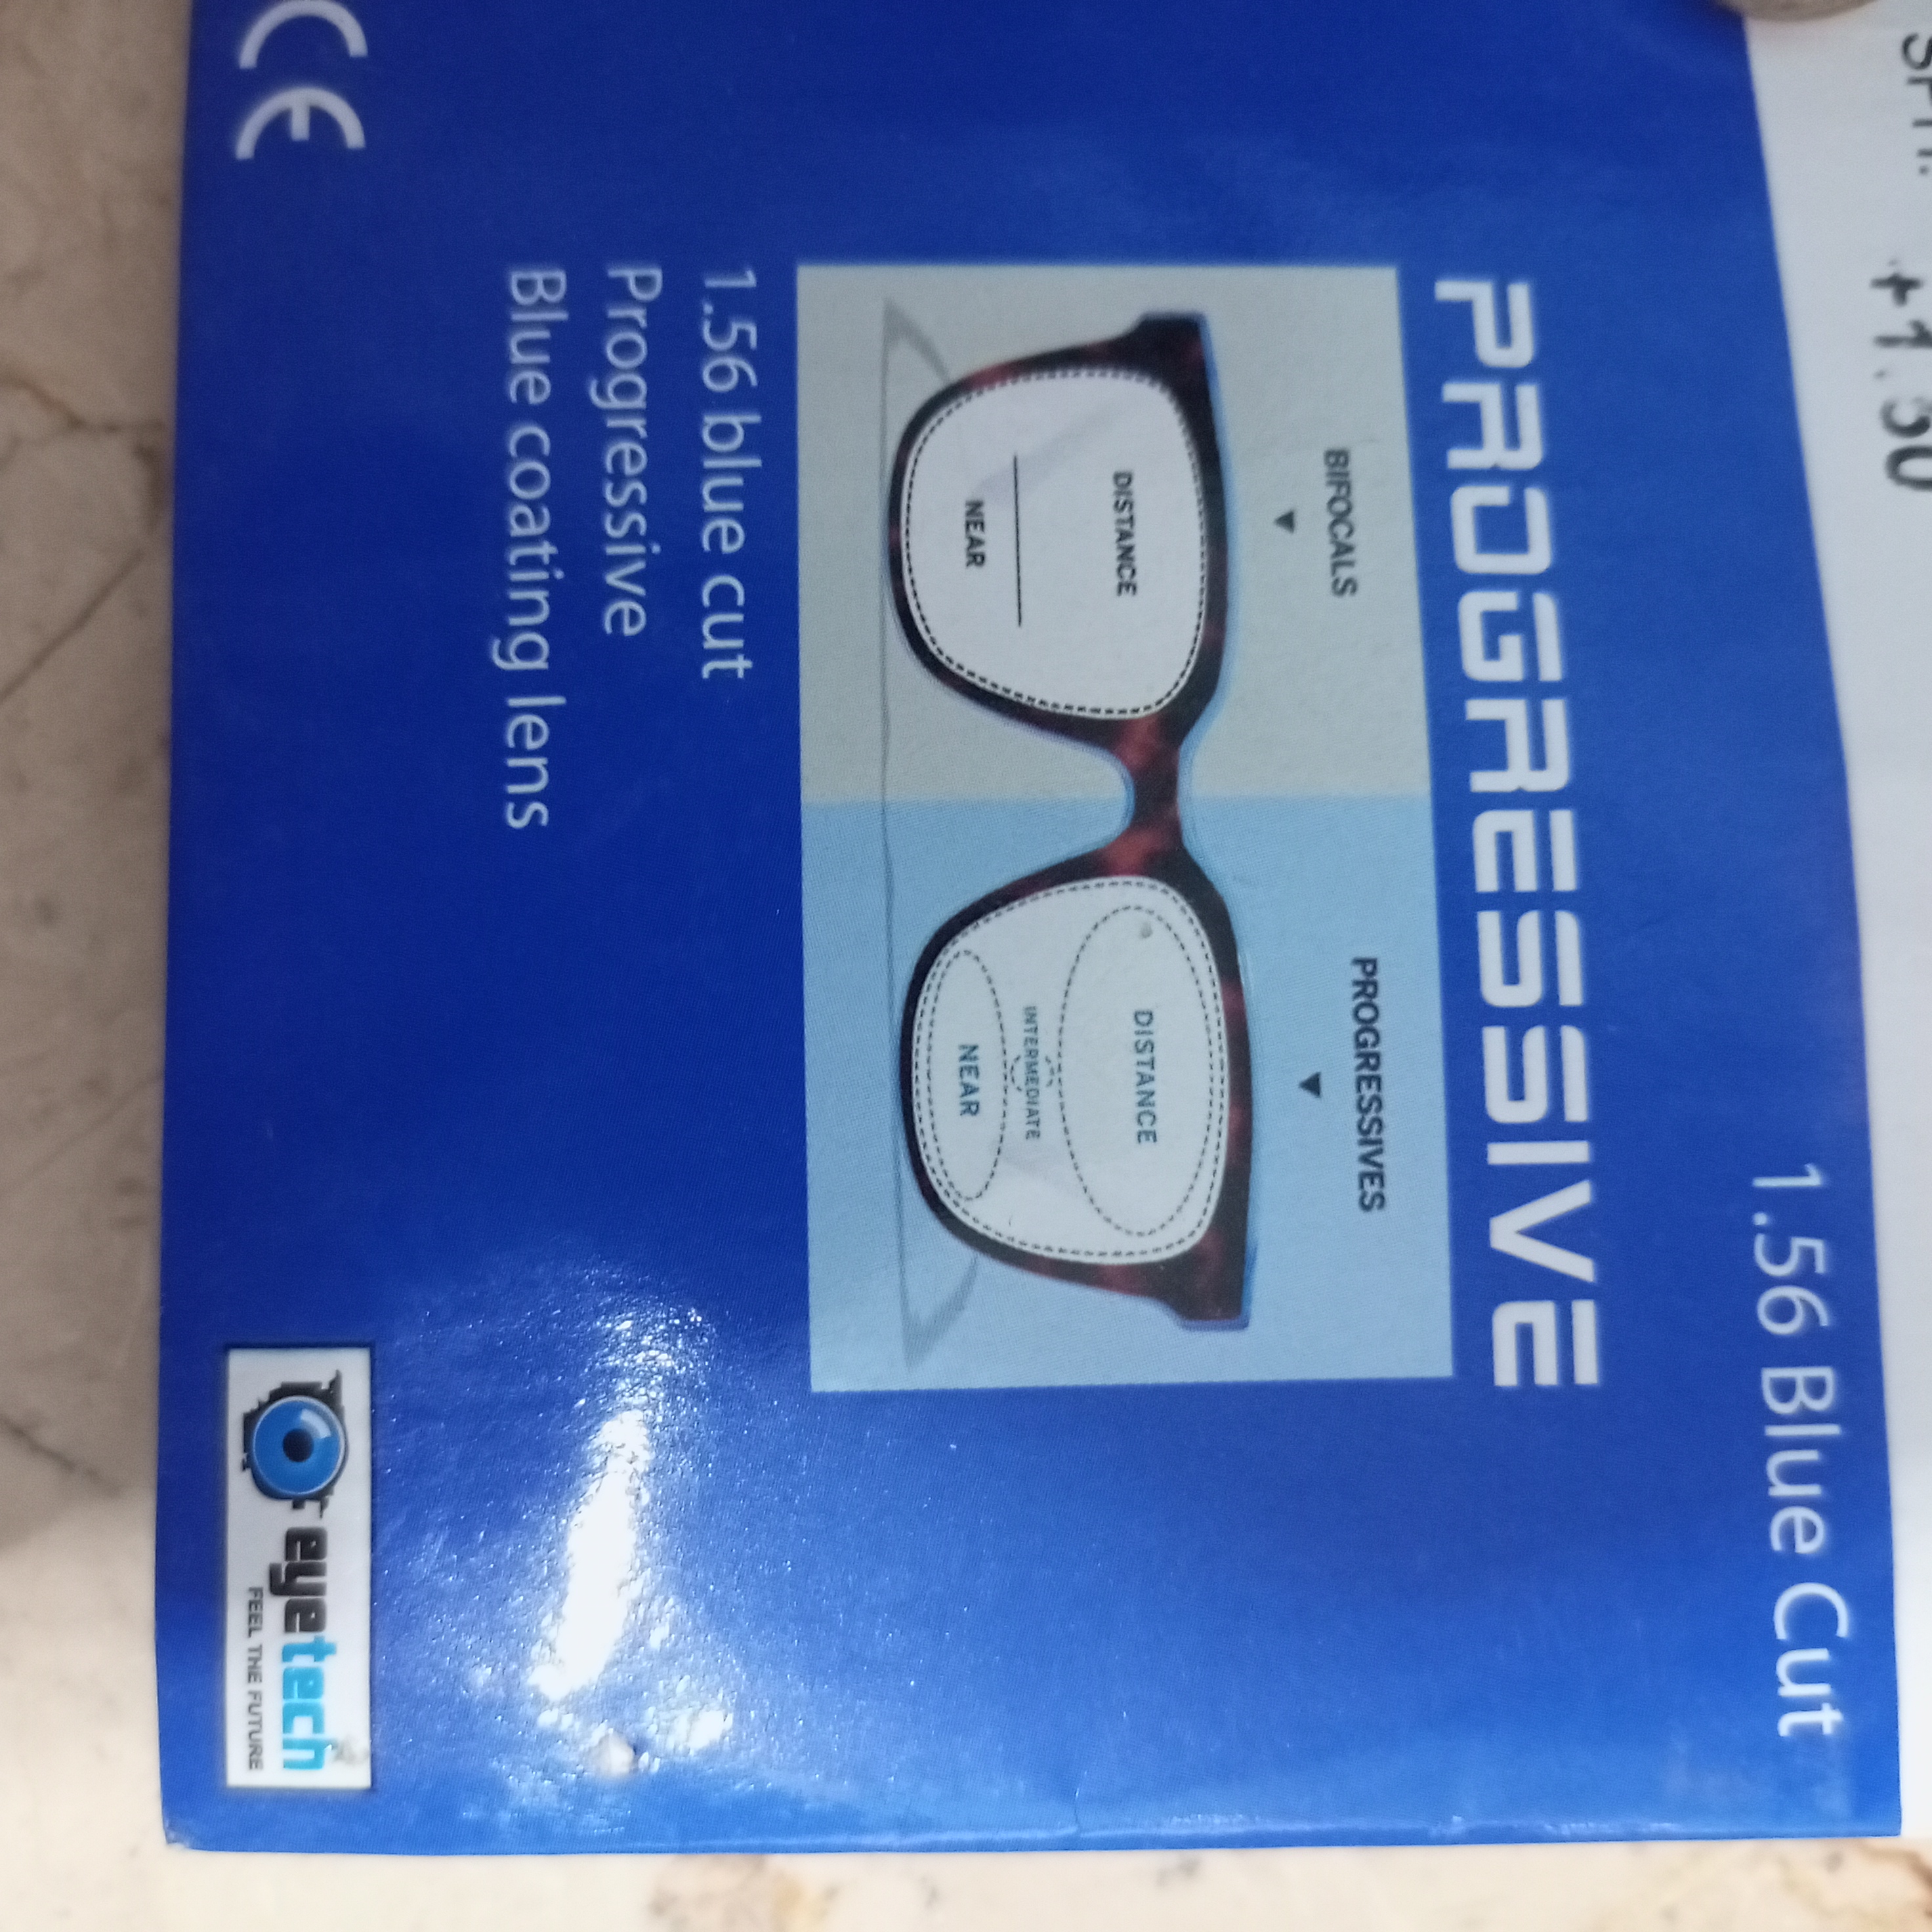 SPH: +1.50
1.56 Blue Cut
PROGRESSIVE
BIFOCALS
PROGRESSIVES
DISTANCE
NEAR
DISTANCE
INTERMEDIATE
NEAR
1.56 blue cut
Progressive
Blue coating lens
CE
eyetech
FEEL THE FUTURE